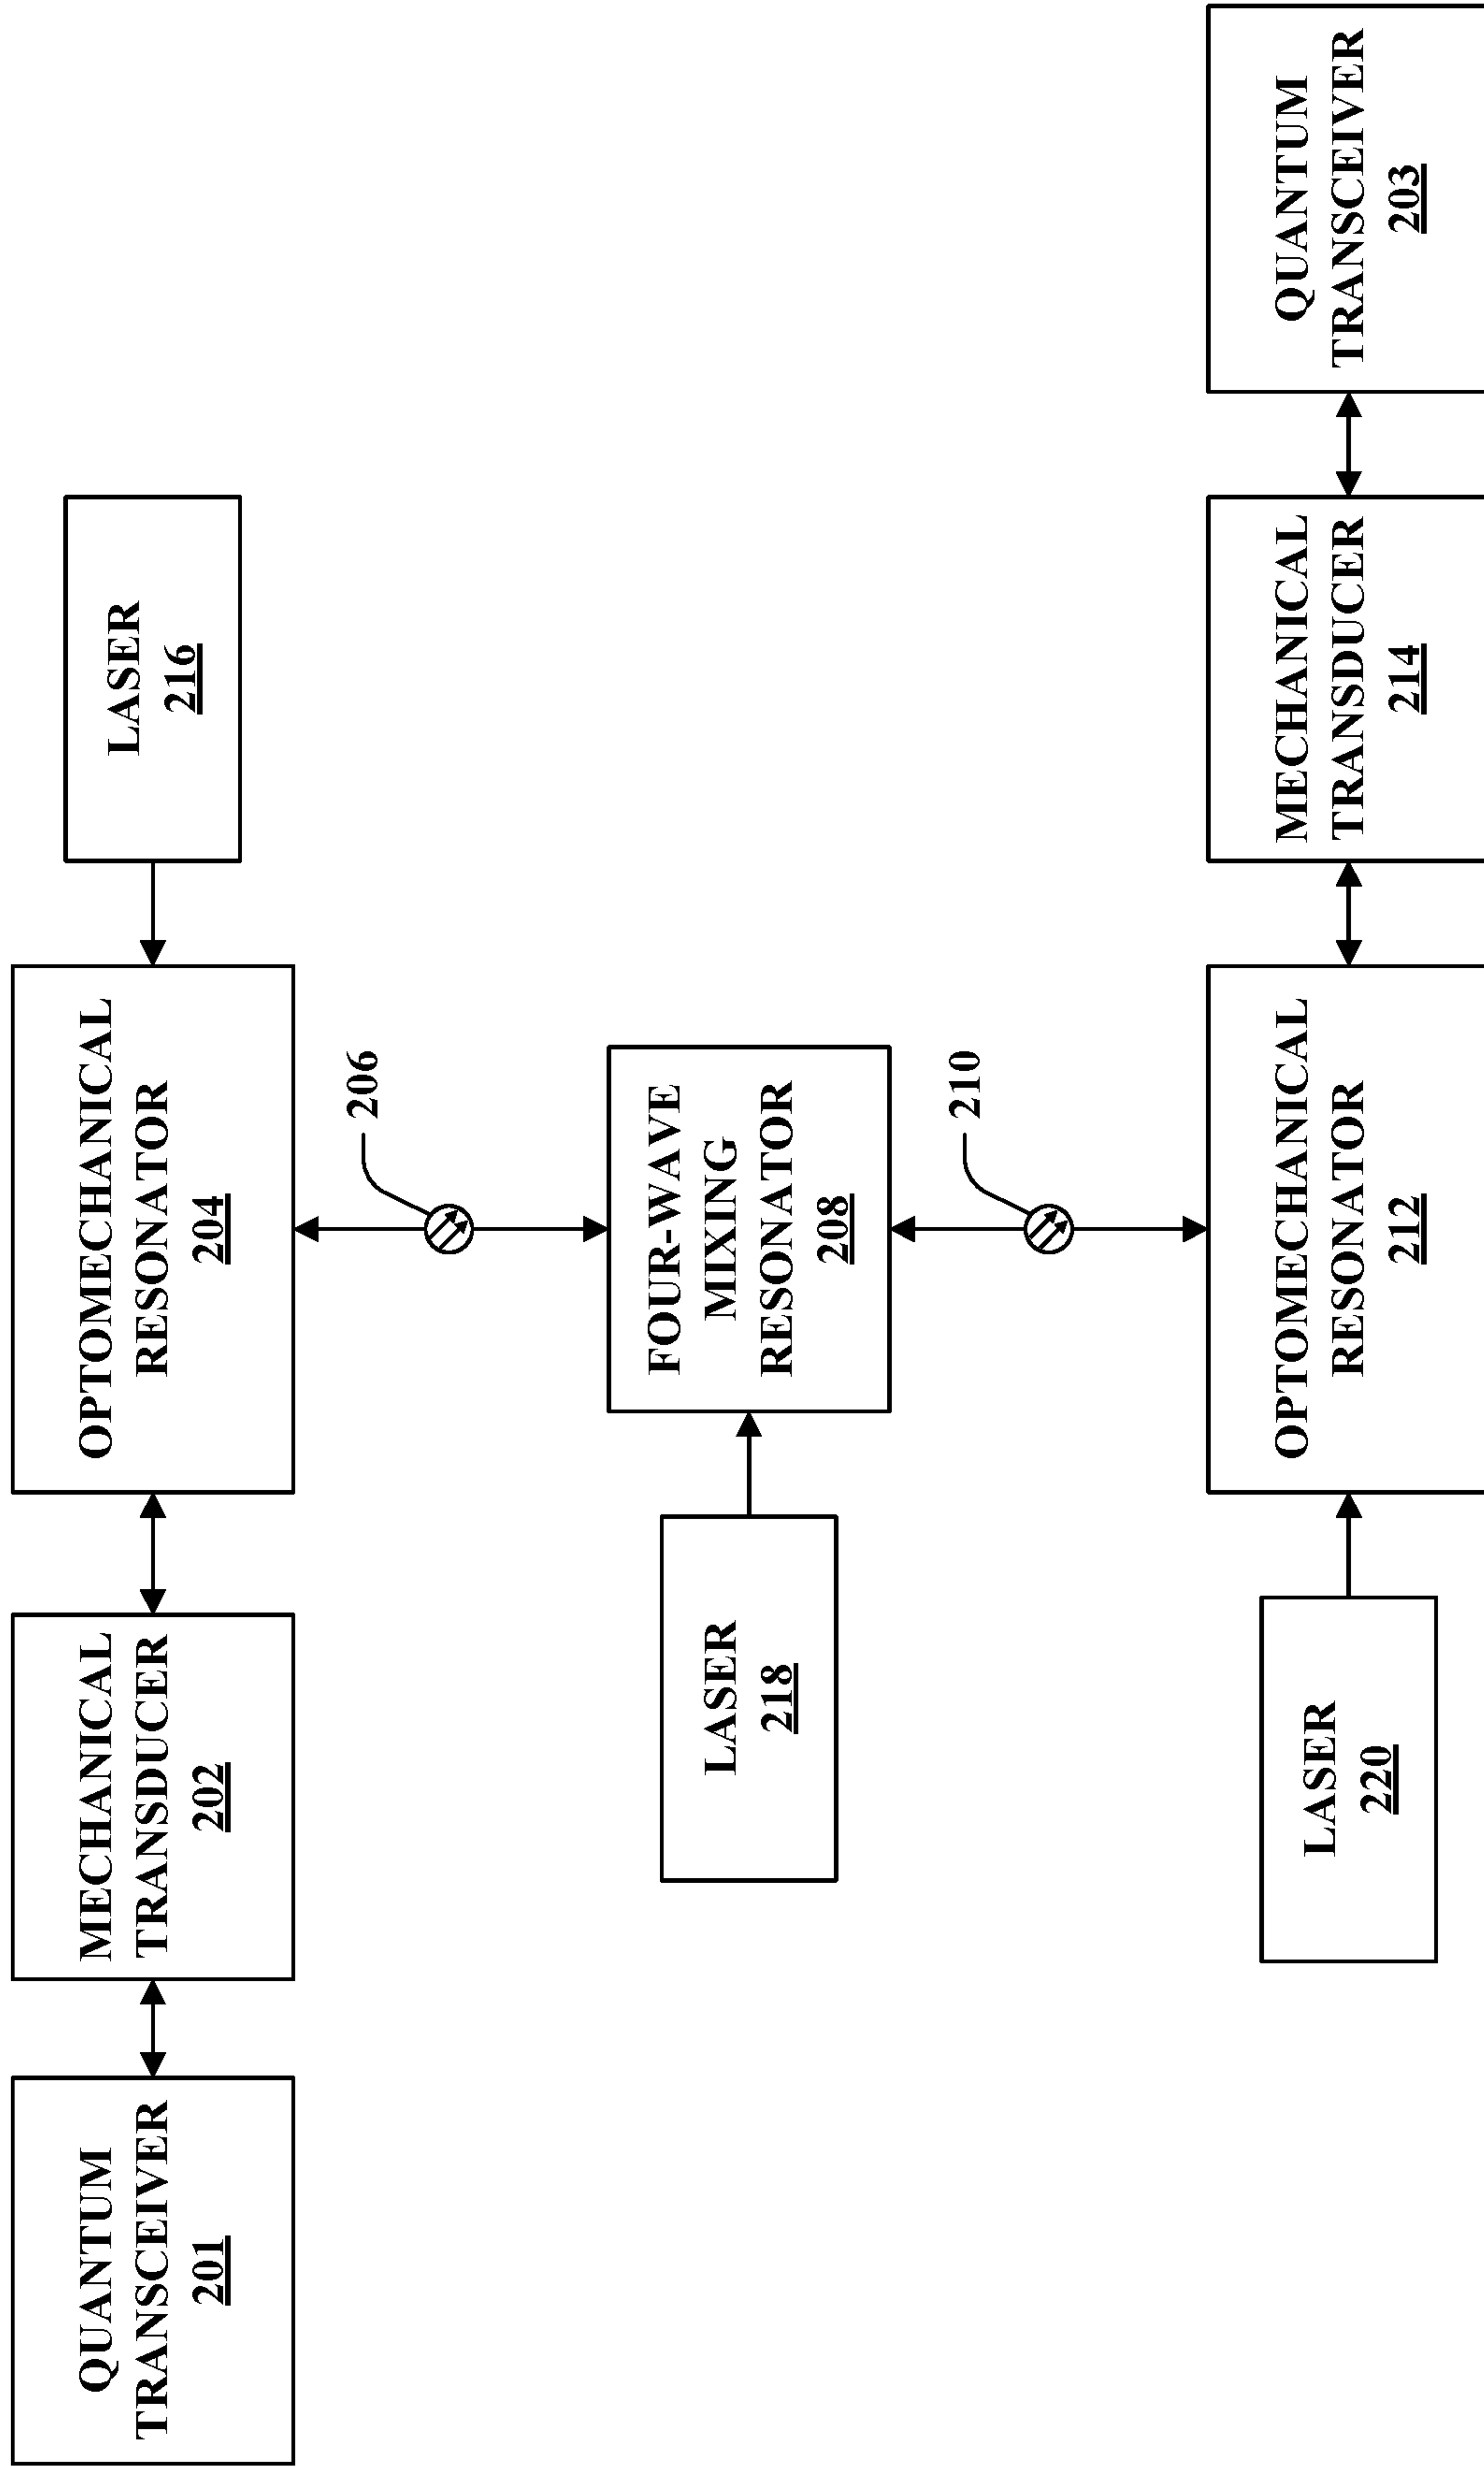 QUANTUM
TRANSCEIVER
201
MECHANICAL
TRANSDUCER
202
OPTOMECHANICAL
RESONATOR
204
LASER
216
206
FOUR-WAVE
MIXING
RESONATOR
208
LASER
218
210
LASER
220
OPTOMECHANICAL
RESONATOR
212
MECHANICAL
TRANSDUCER
214
QUANTUM
TRANSCEIVER
203